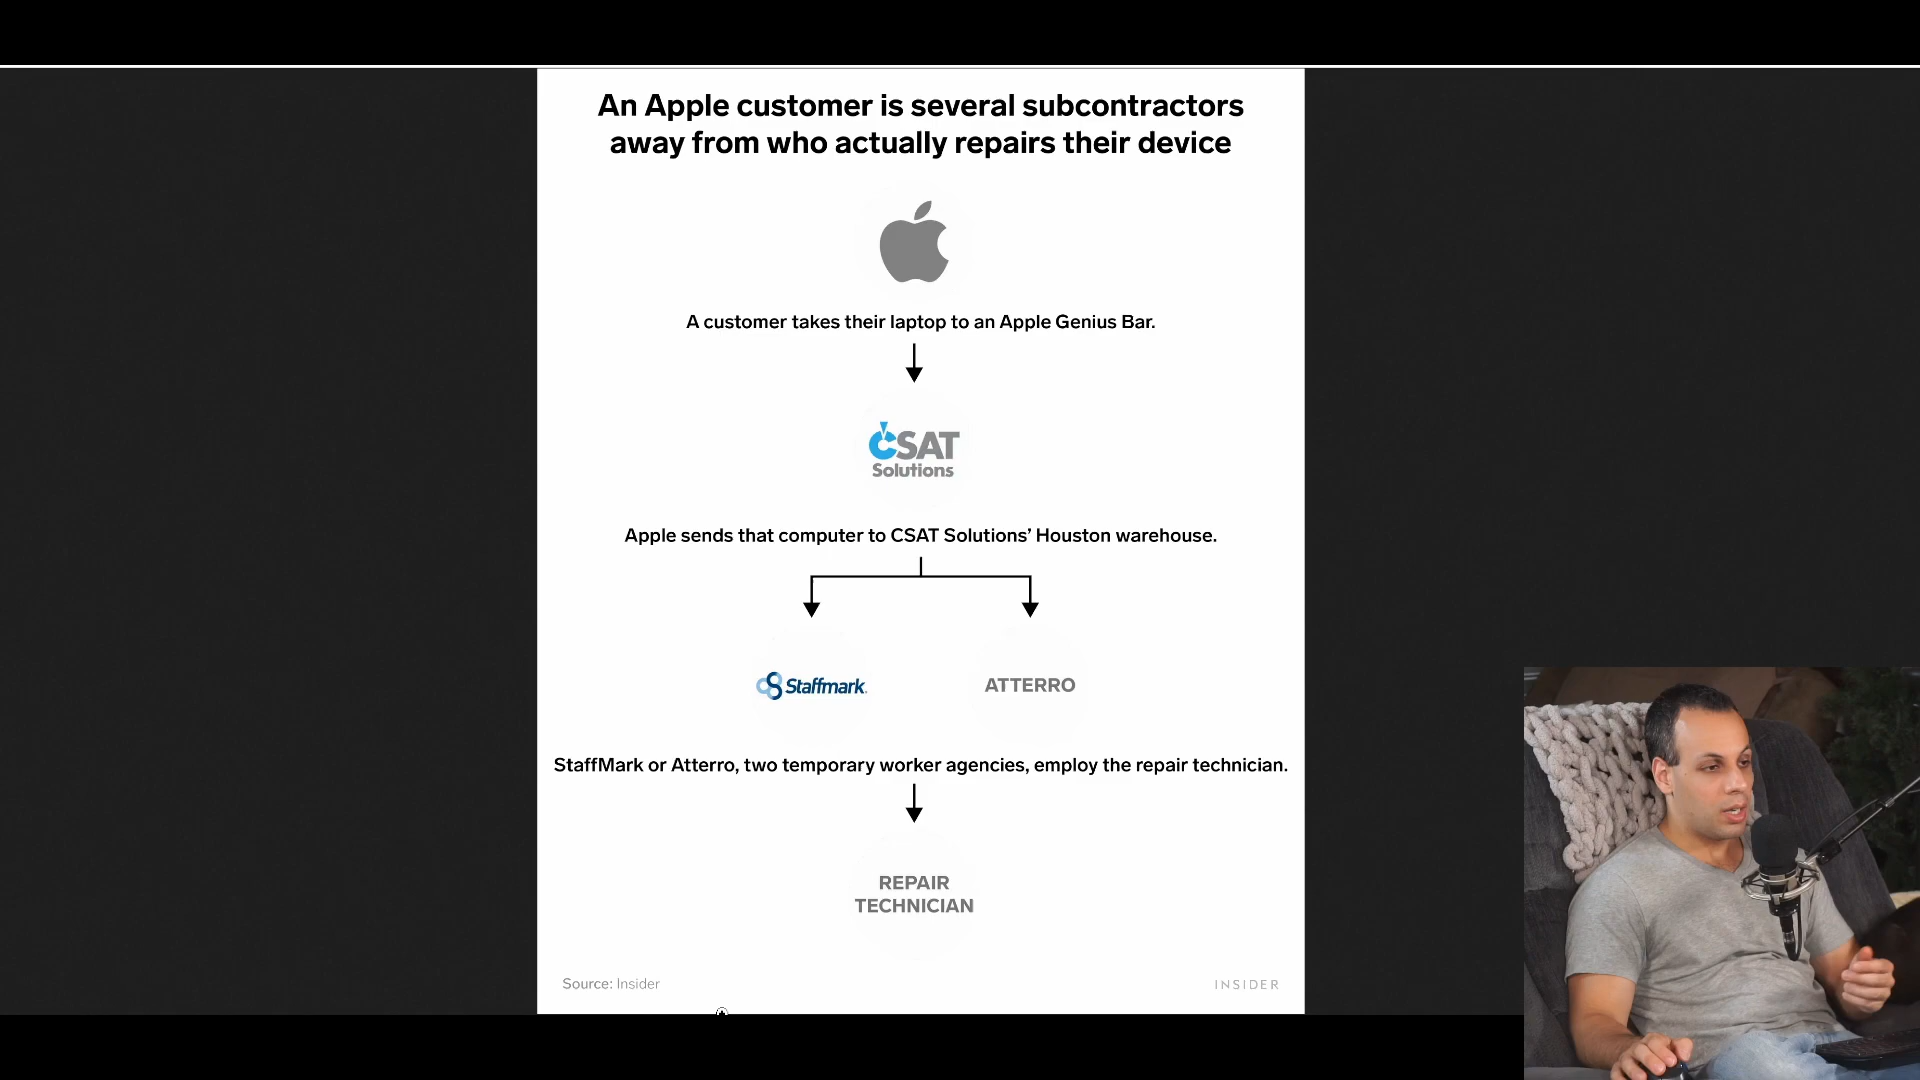 An Apple customer is several subcontractors
away from who actually repairs their device
A customer takes their laptop to an Apple Genius Bar.
CSAT
Solutions
Apple sends that computer to CSAT Solutions’ Houston warehouse.
Staffmark.
ATTERRO
StaffMark or Atterro, two temporary worker agencies, employ the repair technician.
REPAIR
TECHNICIAN
Source: Insider
INSIDER